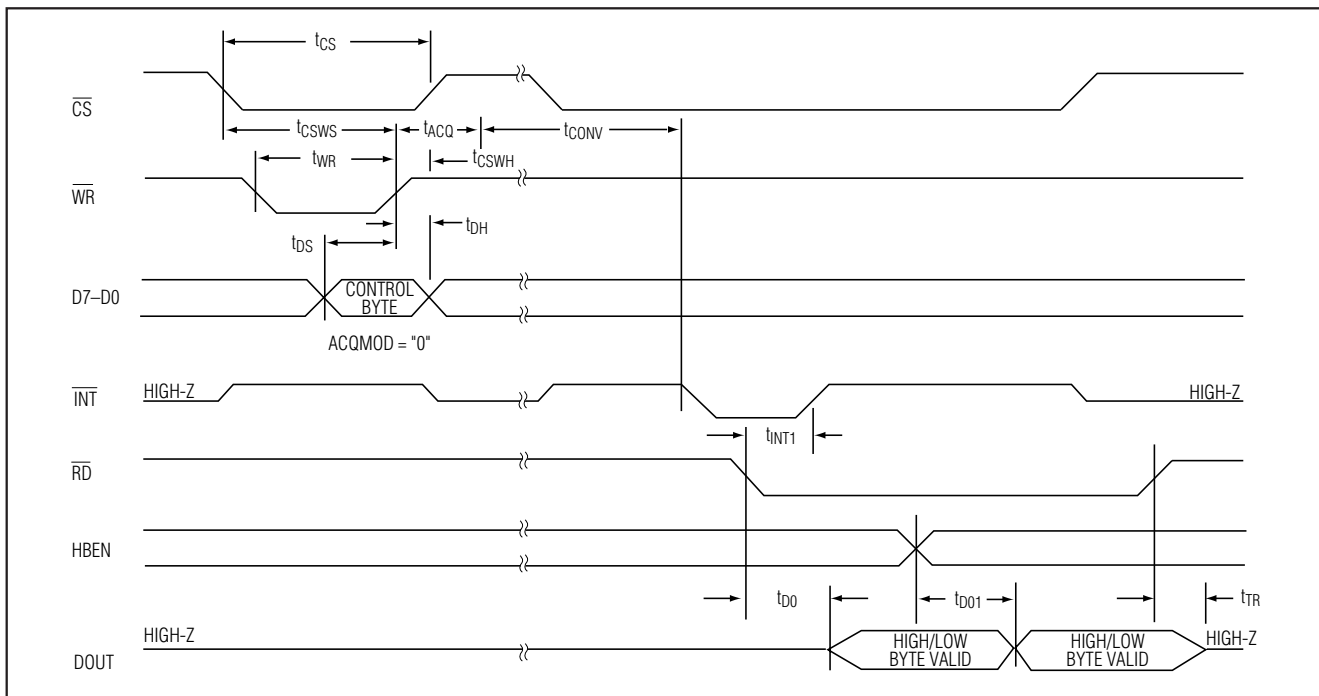 tCS
CS
tCSWS
tACQ
tCONV
tWR
tCSWH
WR
tDH
tDS
D7–D0
CONTROL
BYTE
ACQMOD = "0"
INT
HIGH-Z
HIGH-Z
tINT1
RD
HBEN
tD0
tD01
tTR
HIGH-Z
HIGH/LOW
BYTE VALID
HIGH/LOW
BYTE VALID
HIGH-Z
DOUT